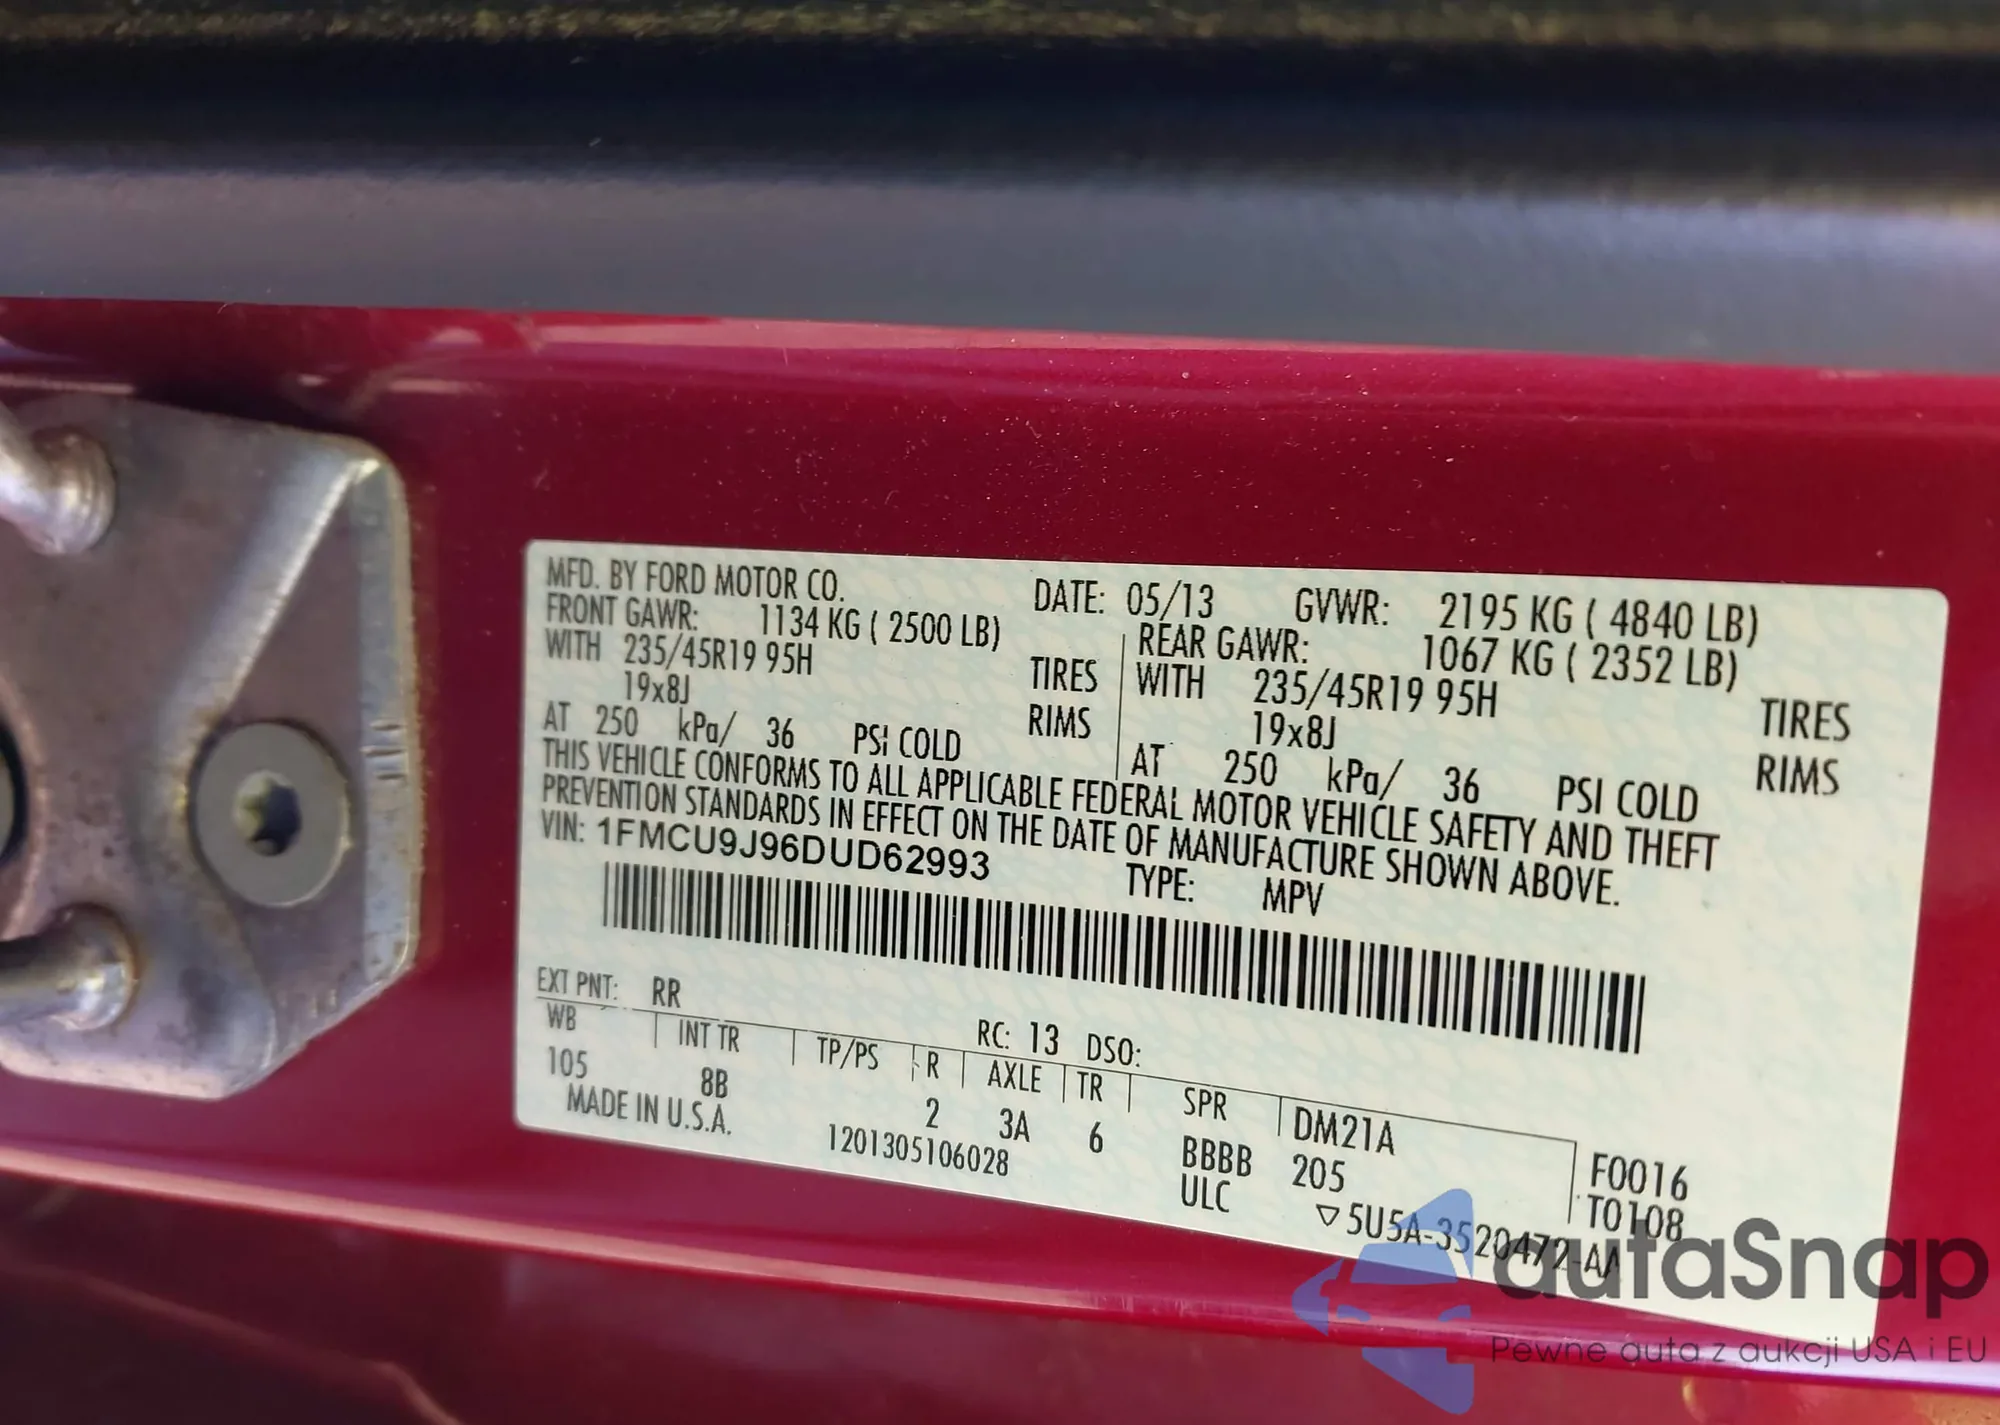 MFD. BY FORD MOTOR CO. DATE: 05/13 GVWR: 2195 KG ( 4840 LB)
FRONT GAWR: 1134 KG ( 2500 LB) REAR GAWR: 1067 KG ( 2352 LB)
WITH 235/45R19 95H TIRES WITH 235/45R19 95H TIRES
19x8J RIMS 19x8J RIMS
AT 250 kPa/ 36 PSI COLD AT 250 kPa/ 36 PSI COLD
THIS VEHICLE CONFORMS TO ALL APPLICABLE FEDERAL MOTOR VEHICLE SAFETY AND THEFT
PREVENTION STANDARDS IN EFFECT ON THE DATE OF MANUFACTURE SHOWN ABOVE.
VIN: 1FMCU9J96DUD62993 TYPE: MPV
EXT PNT: RR RC: 13 DSO:
WB INT TR TP/PS R AXLE TR SPR DM21A F0016
105 8B 2 3A 6 BBBB 205 T0108
MADE IN U.S.A. 1201305106028 ULC ▽5U5A-3520472-AA
autaSnap
Pewne auta z aukcji USA i EU